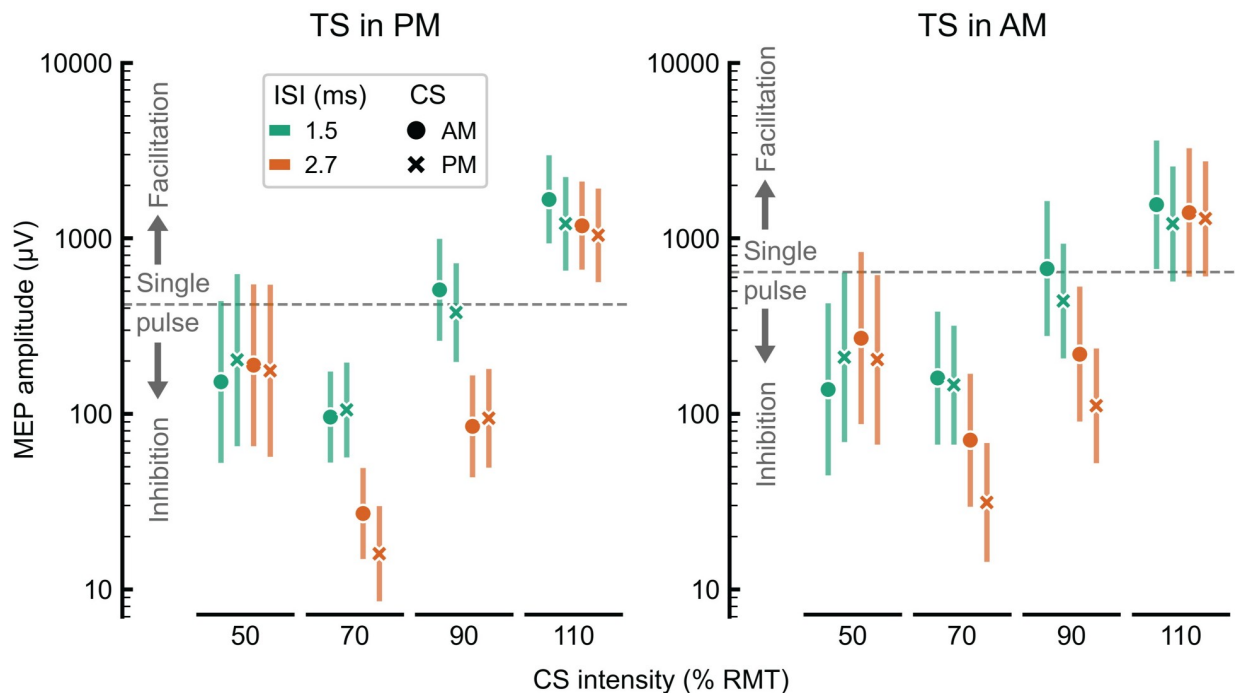 TS in PM
10000
1000
100
10
MEP amplitude (µV)
Facilitation
Single
pulse
Inhibition
ISI (ms) CS
1.5 AM
2.7 PM
50 70 90 110
TS in AM
10000
1000
100
10
Facilitation
Single
pulse
Inhibition
50 70 90 110
CS intensity (% RMT)